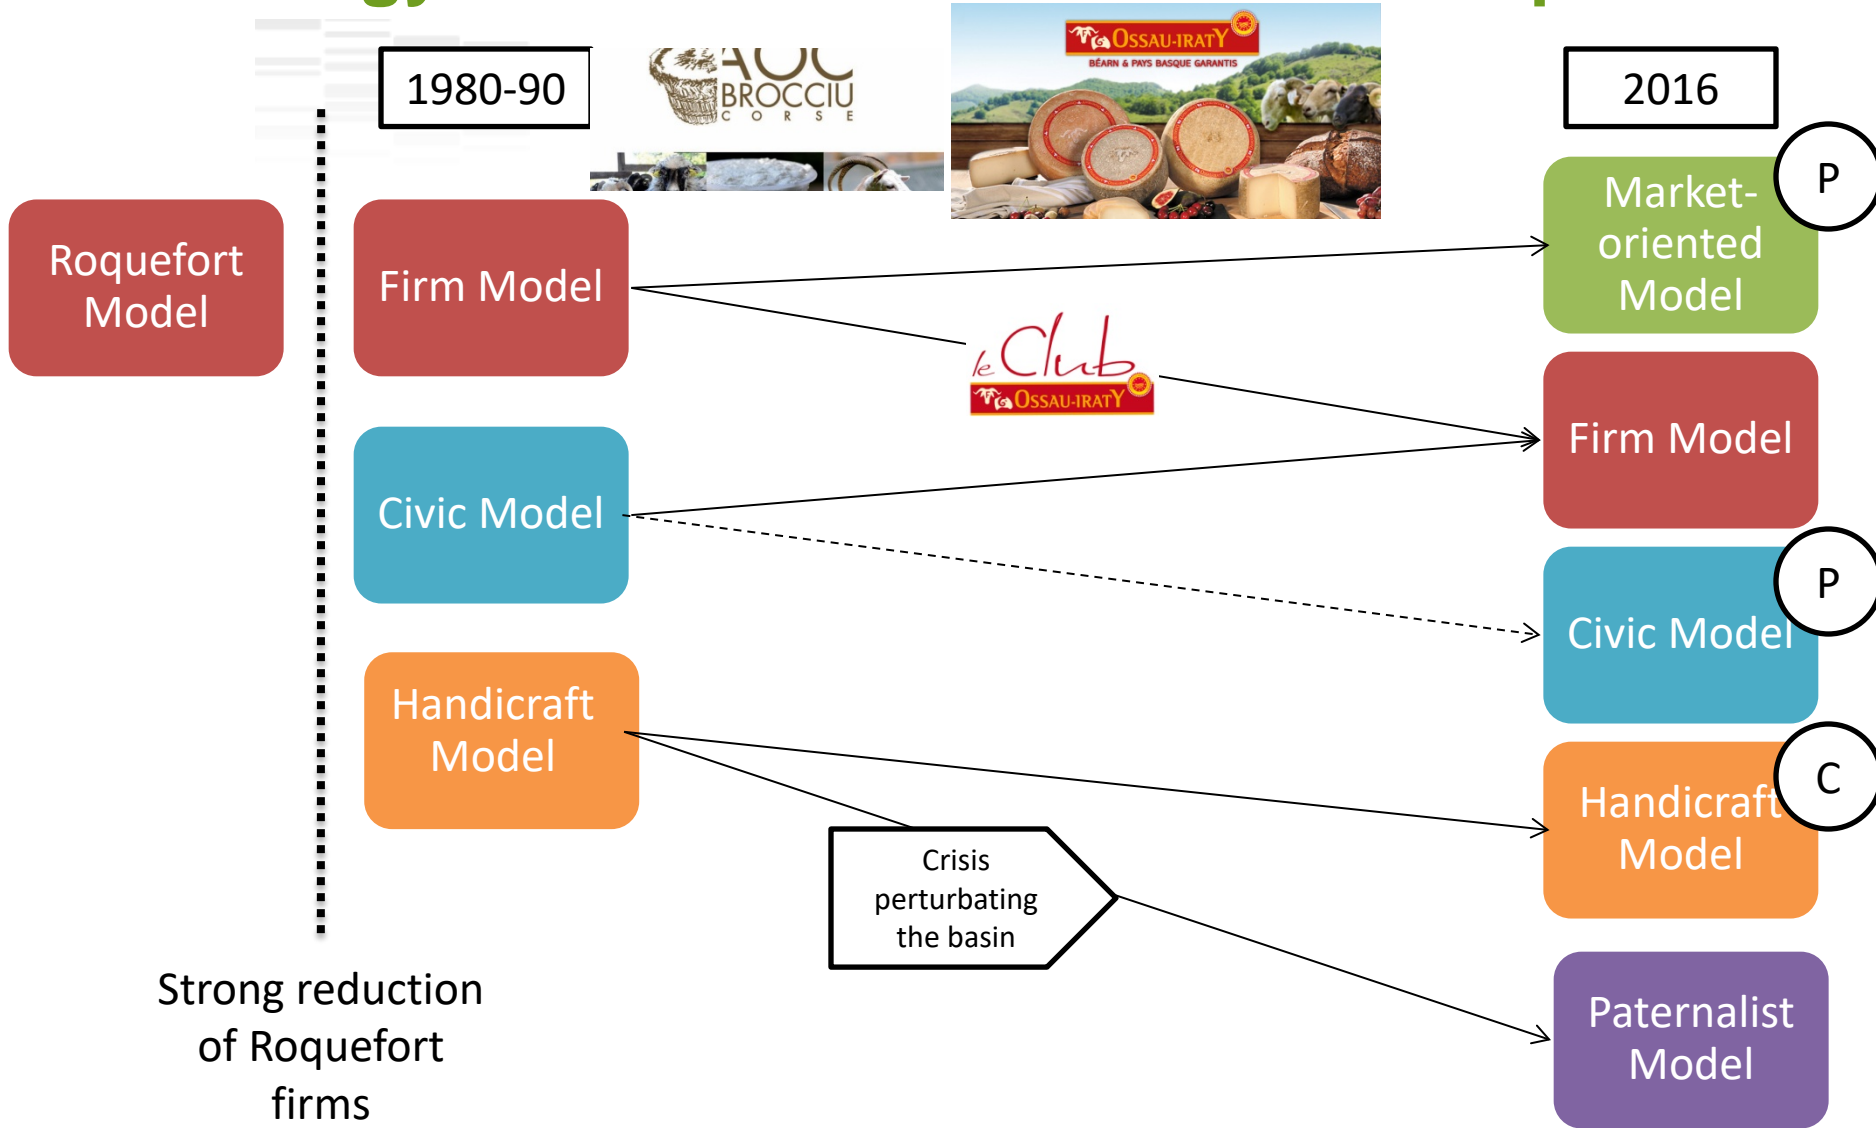 1980-90
AOC
BROCCIU
CORSE
OSSAU-IRATY
BÉARN & PAYS BASQUE GARANTIS
2016
P
Market-
oriented
Model
Roquefort
Model
Firm Model
le Club
OSSAU-IRATY
Firm Model
Civic Model
P
Civic Model
Handicraft
Model
C
Handicraft
Model
Crisis
perturbating
the basin
Strong reduction
of Roquefort
firms
Paternalist
Model